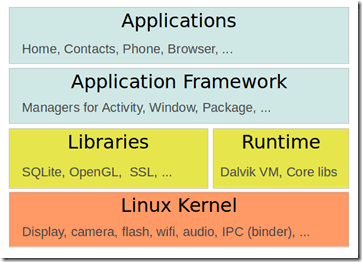 Applications
Home, Contacts, Phone, Browser, ...
Application Framework
Managers for Activity, Window, Package, ...
Libraries
SQLite, OpenGL, SSL, ...
Runtime
Dalvik VM, Core libs
Linux Kernel
Display, camera, flash, wifi, audio, IPC (binder), ...